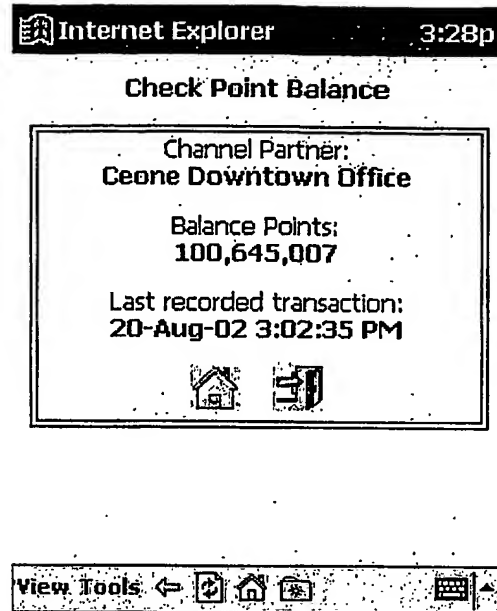 Internet Explorer 3:28p
Check Point Balance
Channel Partner:
Ceone Downtown Office
Balance Points:
100,645,007
Last recorded transaction:
20-Aug-02 3:02:35 PM
View Tools